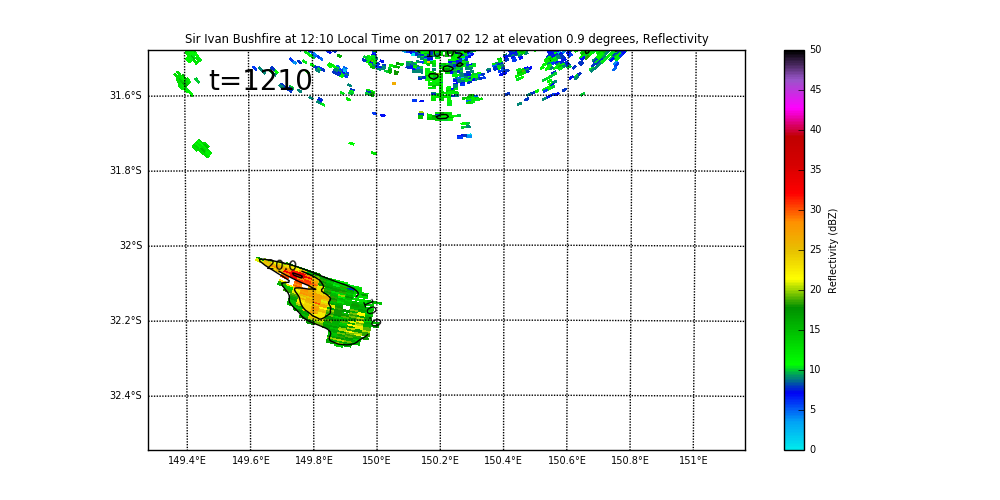 Sir Ivan Bushfire at 12:10 Local Time on 2017 02 12 at elevation 0.9 degrees, Reflectivity
t=1210
31.6°S
31.8°S
32°S
32.2°S
32.4°S
149.4°E 149.6°E 149.8°E 150°E 150.2°E 150.4°E 150.6°E 150.8°E 151°E
50
45
40
35
30
25
20
15
10
5
0
Reflectivity (dBZ)